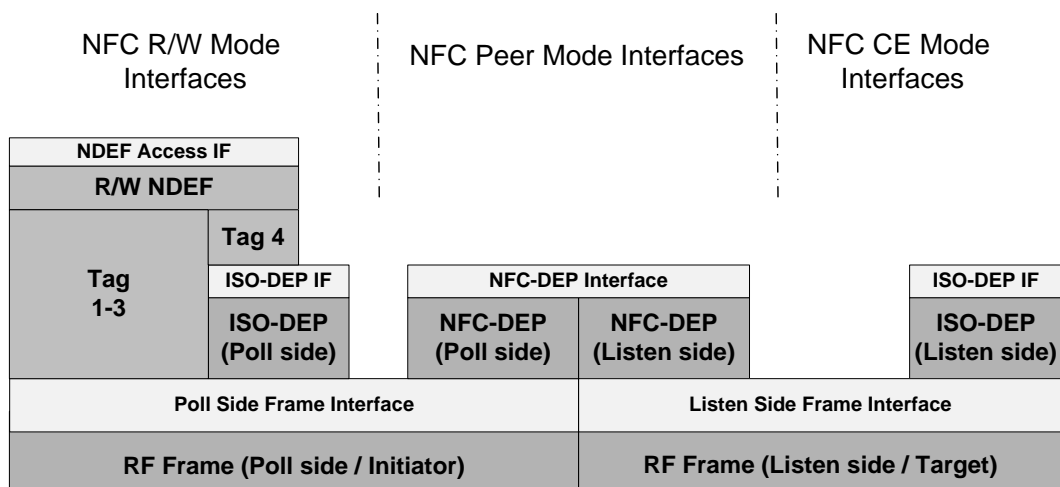 NFC R/W Mode
Interfaces
NFC Peer Mode Interfaces
NFC CE Mode
Interfaces
NDEF Access IF
R/W NDEF
Tag
1-3
Tag 4
ISO-DEP IF
ISO-DEP
(Poll side)
NFC-DEP Interface
NFC-DEP
(Poll side)
NFC-DEP
(Listen side)
ISO-DEP IF
ISO-DEP
(Listen side)
Poll Side Frame Interface
Listen Side Frame Interface
RF Frame (Poll side / Initiator)
RF Frame (Listen side / Target)